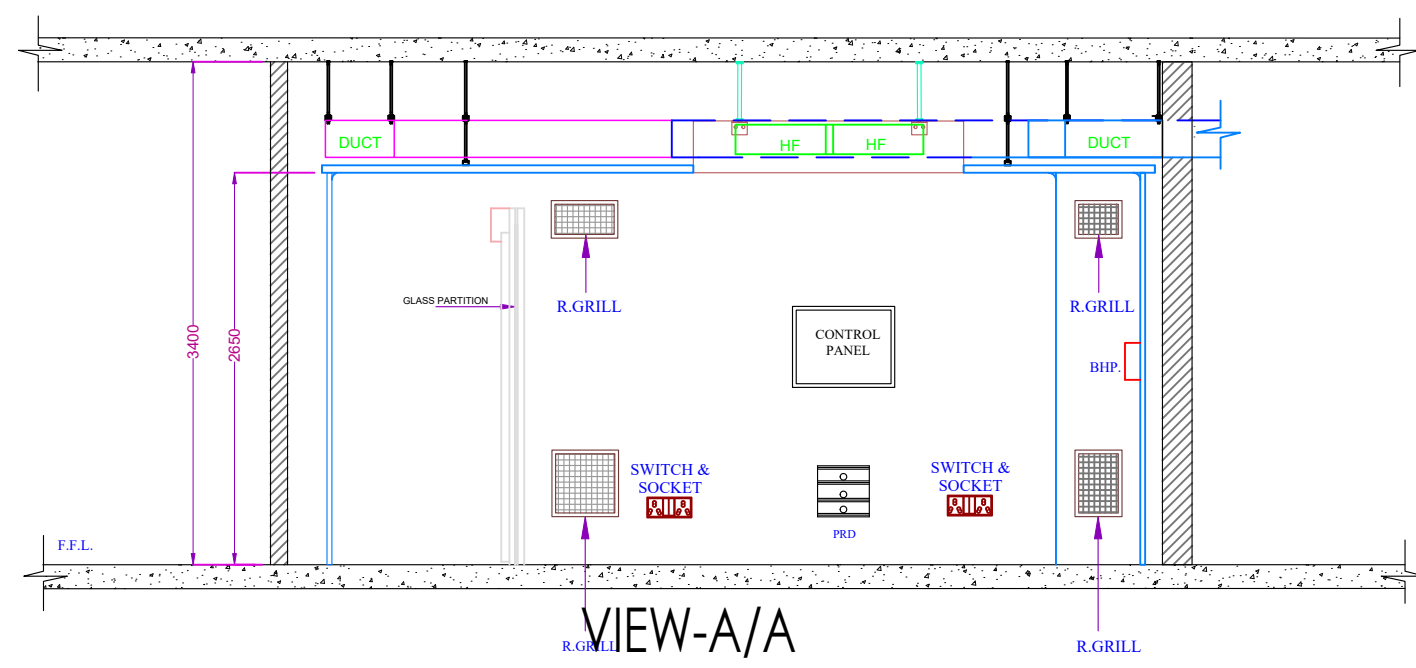 DUCT
HF
HF
DUCT
GLASS PARTITION
R.GRILL
R.GRILL
3400
2650
CONTROL
PANEL
BHP.
SWITCH &
SOCKET
SWITCH &
SOCKET
PRD
F.F.L.
VIEW-A/A
R.GRILL
R.GRILL